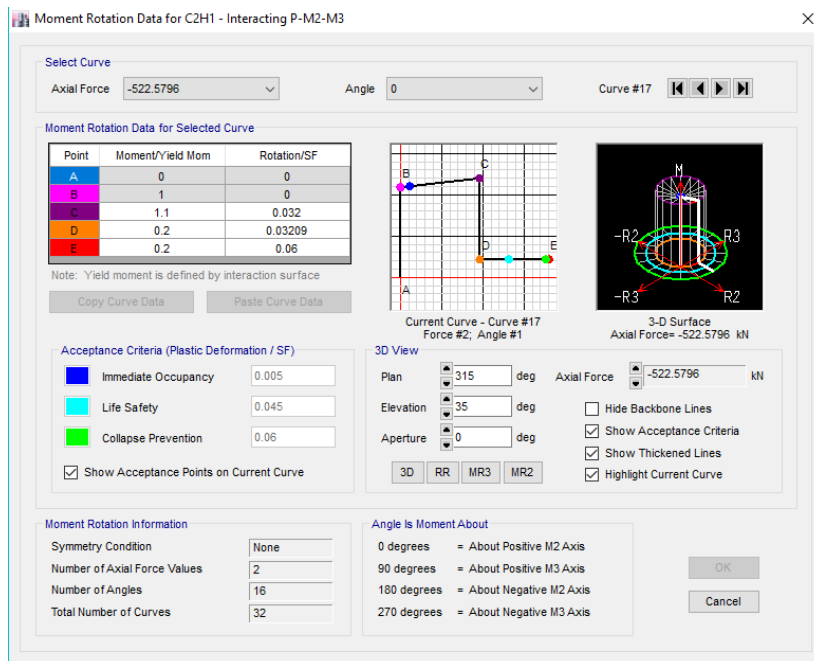 Moment Rotation Data for C2H1 - Interacting P-M2-M3
Select Curve
Axial Force -522.5796 Angle 0 Curve #17
Moment Rotation Data for Selected Curve
Point Moment/Yield Mom Rotation/SF
A 0 0
B 1 0
C 1.1 0.032
D 0.2 0.03209
E 0.2 0.06
Note: Yield moment is defined by interaction surface
Copy Curve Data Paste Curve Data
B C
D E
A
Current Curve - Curve #17
Force #2; Angle #1
M
-R2 R3
-R3 R2
3-D Surface
Axial Force= -522.5796 kN
Acceptance Criteria (Plastic Deformation / SF)
Immediate Occupancy 0.005
Life Safety 0.045
Collapse Prevention 0.06
Show Acceptance Points on Current Curve
3D View
Plan 315 deg Axial Force -522.5796 kN
Elevation 35 deg Hide Backbone Lines
Aperture 0 deg Show Acceptance Criteria
Show Thickened Lines
3D RR MR3 MR2 Highlight Current Curve
Moment Rotation Information
Symmetry Condition None
Number of Axial Force Values 2
Number of Angles 16
Total Number of Curves 32
Angle Is Moment About
0 degrees = About Positive M2 Axis
90 degrees = About Positive M3 Axis
180 degrees = About Negative M2 Axis
270 degrees = About Negative M3 Axis
OK
Cancel